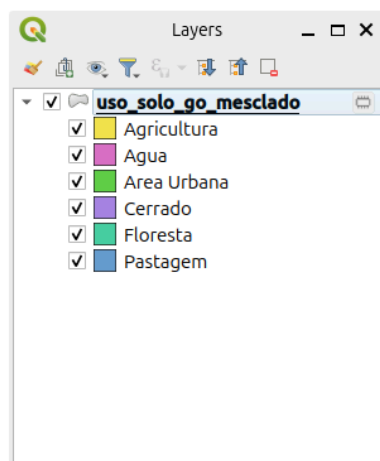 Layers
uso_solo_go_mesclado
Agricultura
Agua
Area Urbana
Cerrado
Floresta
Pastagem